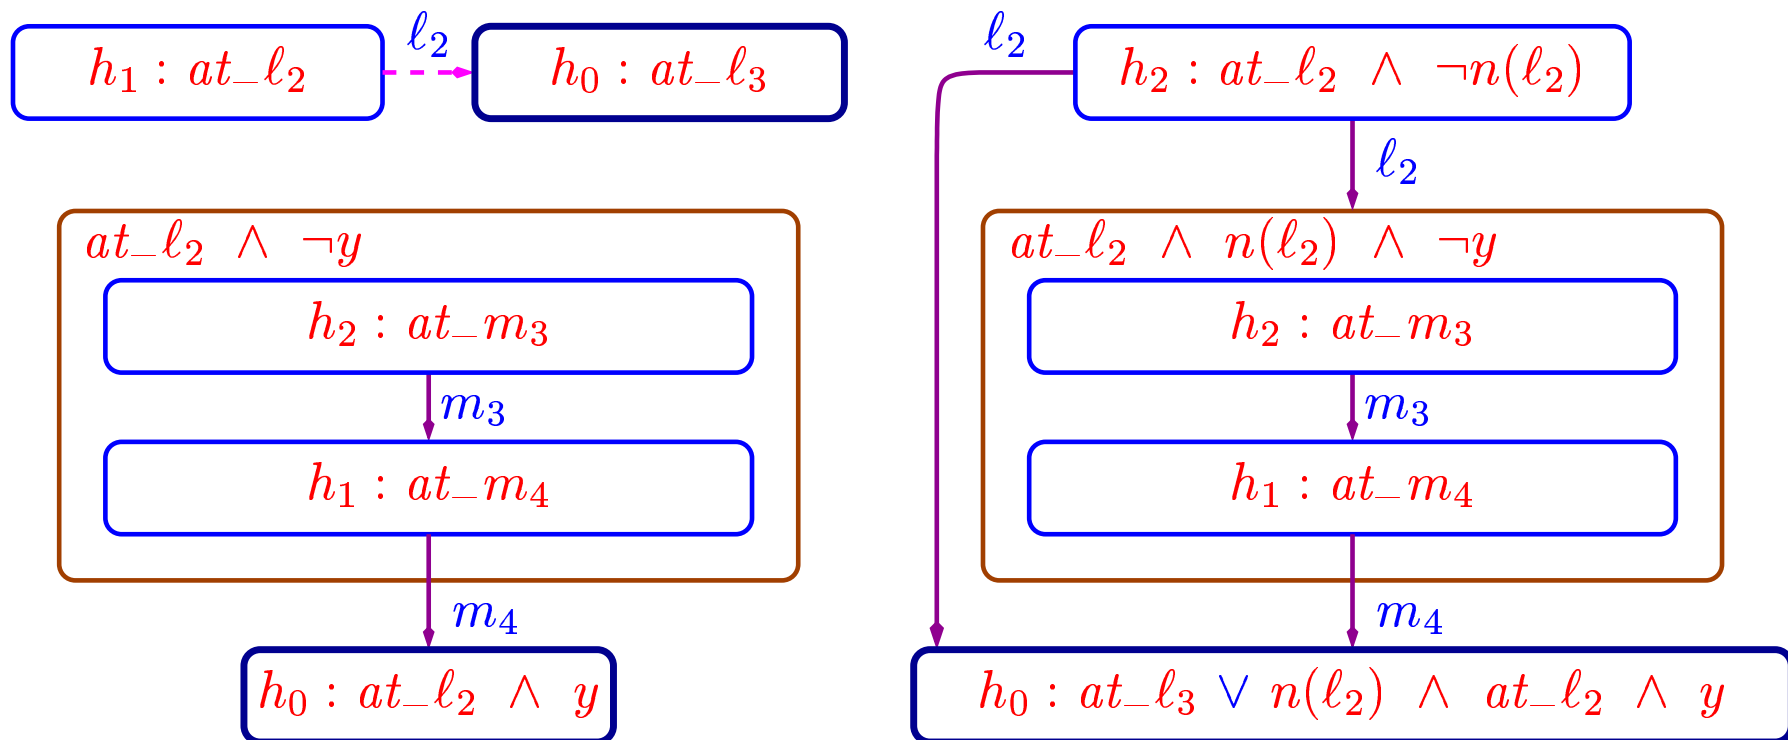 h₁ : at_ℓ₂
ℓ₂
h₀ : at_ℓ₃
at_ℓ₂ ∧ ¬y
h₂ : at_m₃
m₃
h₁ : at_m₄
m₄
h₀ : at_ℓ₂ ∧ y
ℓ₂
h₂ : at_ℓ₂ ∧ ¬n(ℓ₂)
ℓ₂
at_ℓ₂ ∧ n(ℓ₂) ∧ ¬y
h₂ : at_m₃
m₃
h₁ : at_m₄
m₄
h₀ : at_ℓ₃ ∨ n(ℓ₂) ∧ at_ℓ₂ ∧ y